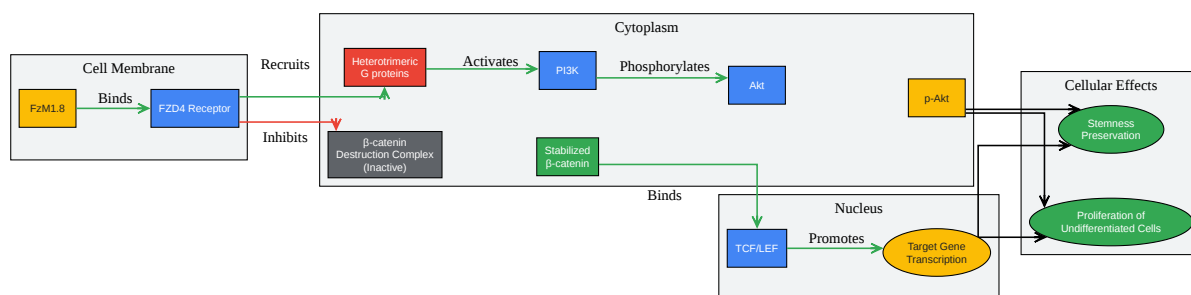 Cytoplasm
Cell Membrane
Recruits
Heterotrimeric
G proteins
Activates
PI3K
Phosphorylates
Akt
Cellular Effects
FzM1.8
Binds
FZD4 Receptor
p-Akt
Stemness
Preservation
Inhibits
β-catenin
Destruction Complex
(Inactive)
Stabilized
β-catenin
Binds
Nucleus
Proliferation of
Undifferentiated Cells
TCF/LEF
Promotes
Target Gene
Transcription